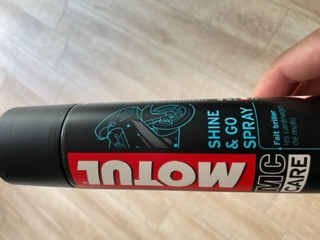 MOTUL
MC
CARE
SHINE
& GO
SPRAY
Fait briller
les carénages
de moto